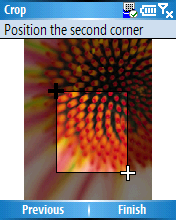 Crop
Position the second corner
Previous
Finish